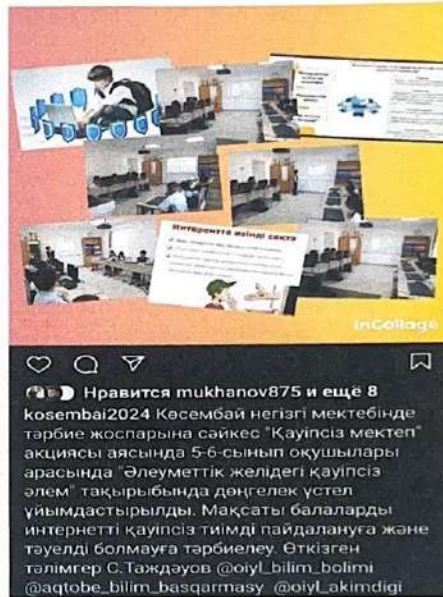 Интеренттe өзіңді сақта
InCollage
Нравится mukhanov875 и ещё 8
kosembai2024 Көсембай негізгі мектебінде
тәрбие жоспарына сәйкес "Қауіпсіз мектеп"
акциясы аясында 5-6-сынып оқушылары
арасында "Әлеуметтік желідегі қауіпсіз
әлем" тақырыбында дөңгелек үстел
ұйымдастырылды. Мақсаты балаларды
интернетті қауіпсіз тиімді пайдалануға және
тәуелді болмауға тәрбиелеу. Өткізген
тәлімгер С.Таждәуов @oiyl_bilim_bolimi
@aqtobe_bilim_basqarmasy @oiyl_akimdigi